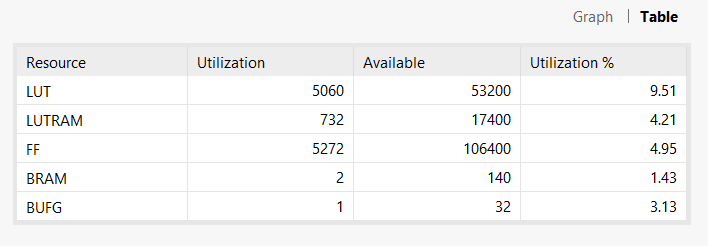 Graph | Table
Resource Utilization Available Utilization %
LUT 5060 53200 9.51
LUTRAM 732 17400 4.21
FF 5272 106400 4.95
BRAM 2 140 1.43
BUFG 1 32 3.13